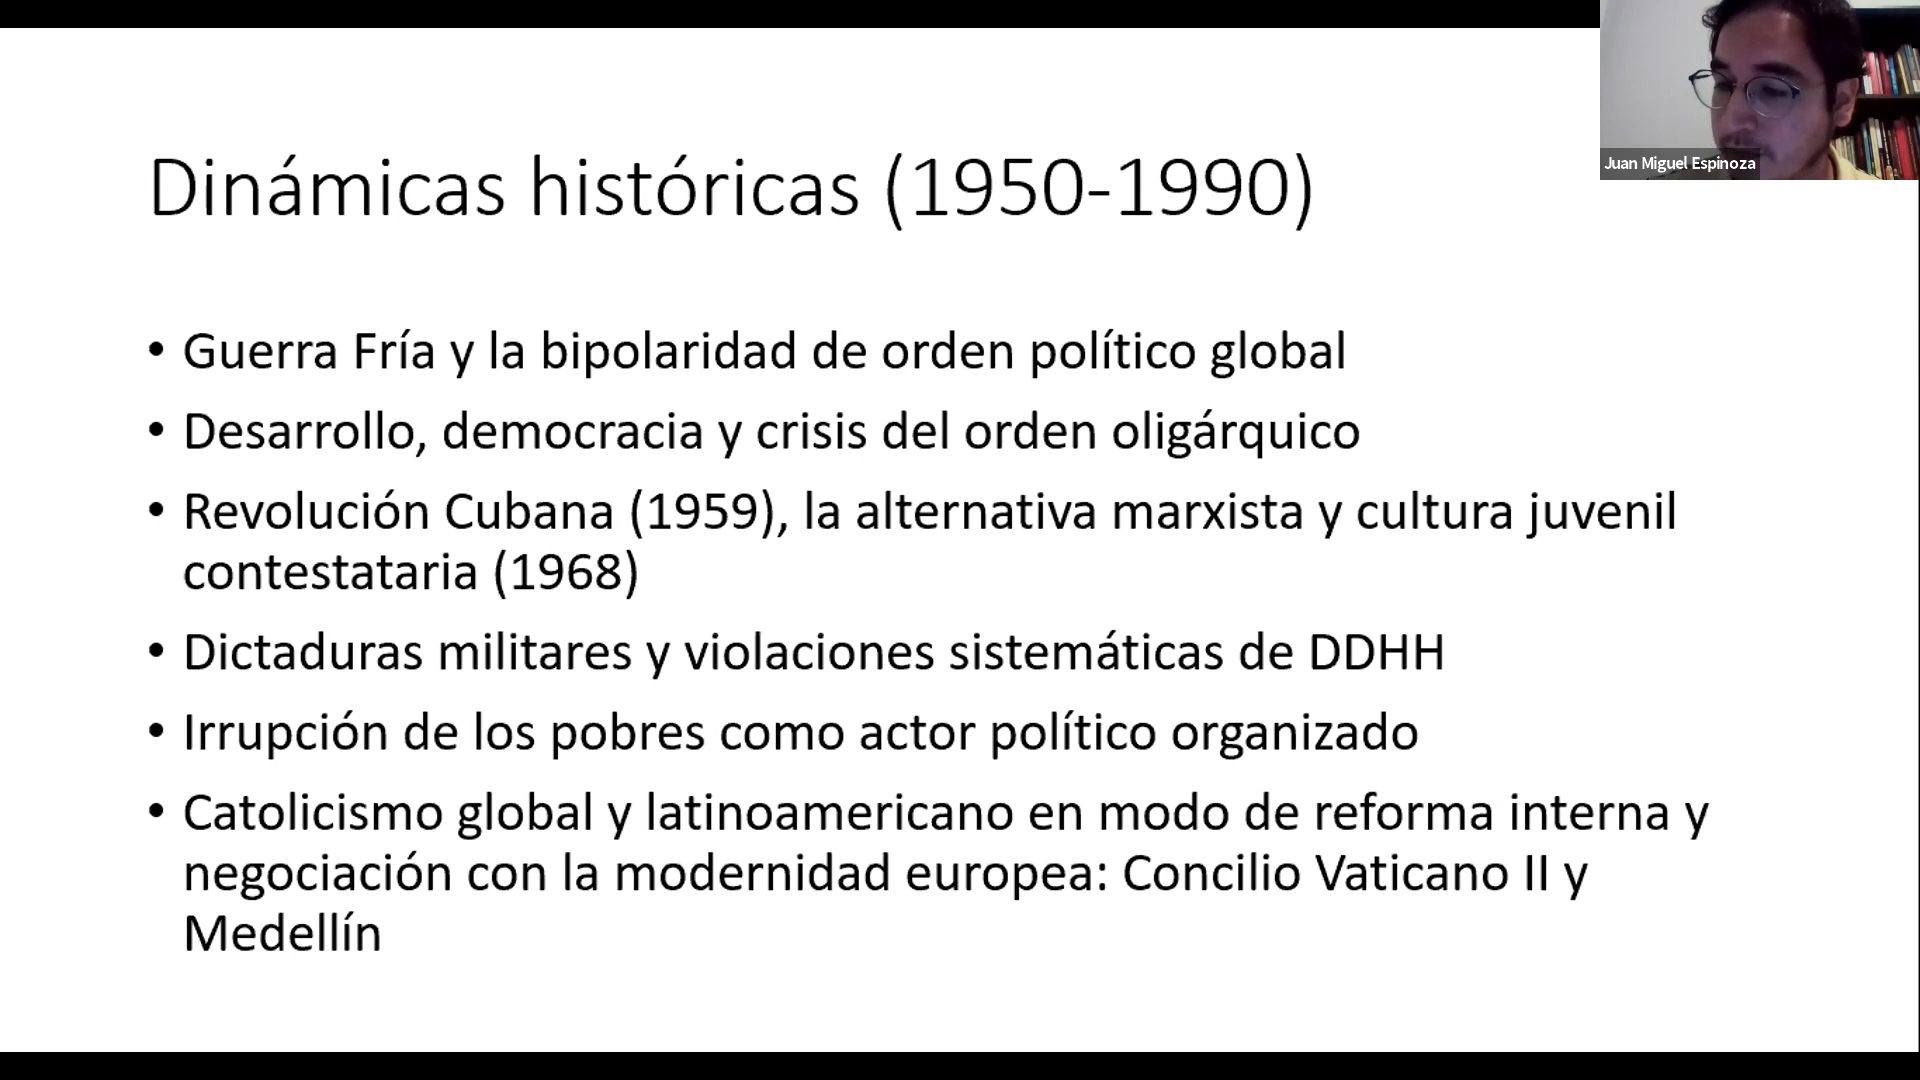 Juan Miguel Espinoza
Dinámicas históricas (1950-1990)
• Guerra Fría y la bipolaridad de orden político global
• Desarrollo, democracia y crisis del orden oligárquico
• Revolución Cubana (1959), la alternativa marxista y cultura juvenil
contestataria (1968)
• Dictaduras militares y violaciones sistemáticas de DDHH
• Irrupción de los pobres como actor político organizado
• Catolicismo global y latinoamericano en modo de reforma interna y
negociación con la modernidad europea: Concilio Vaticano II y
Medellín